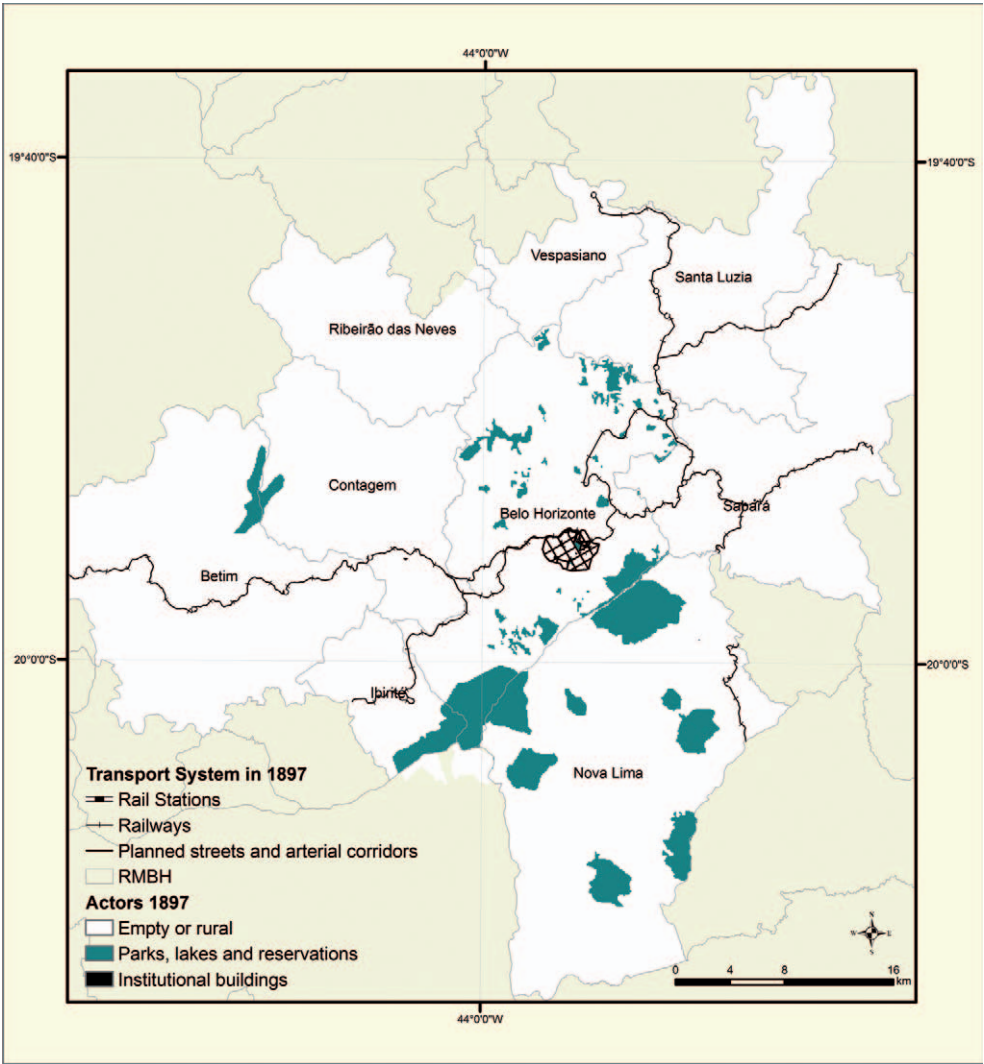 44°0'0"W
19°40'0"S
19°40'0"S
Vespasiano
Santa Luzia
Ribeirão das Neves
Contagem
Belo Horizonte
Sabará
Betim
20°0'0"S
20°0'0"S
Ibirité
Nova Lima
Transport System in 1897
Rail Stations
Railways
Planned streets and arterial corridors
RMBH
Actors 1897
Empty or rural
Parks, lakes and reservations
Institutional buildings
N
W E
S
0 4 8 16
km
44°0'0"W